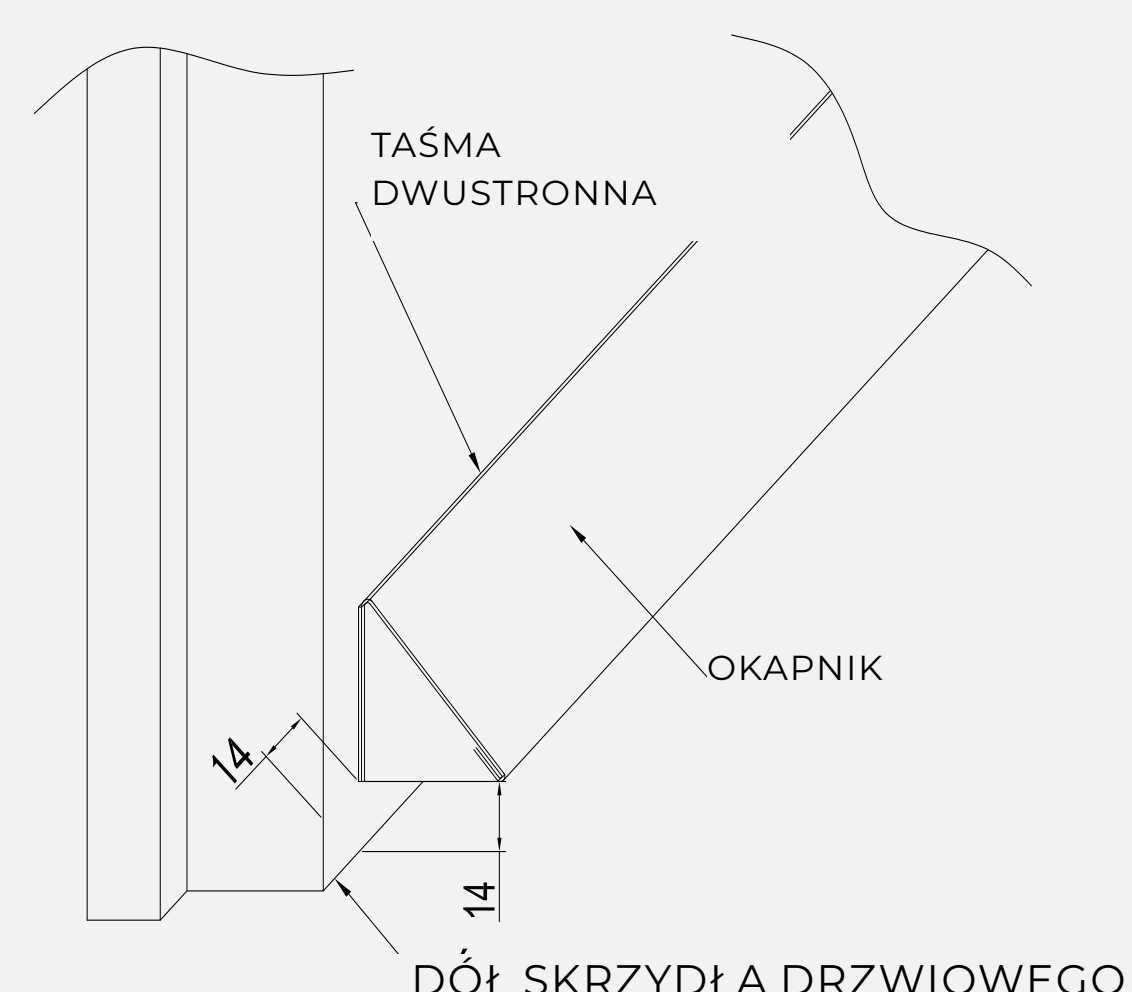 TAŚMA
DWUSTRONNA
OKAPNIK
14
14
DÓŁ SKRZYDŁA DRZWIOWEGO